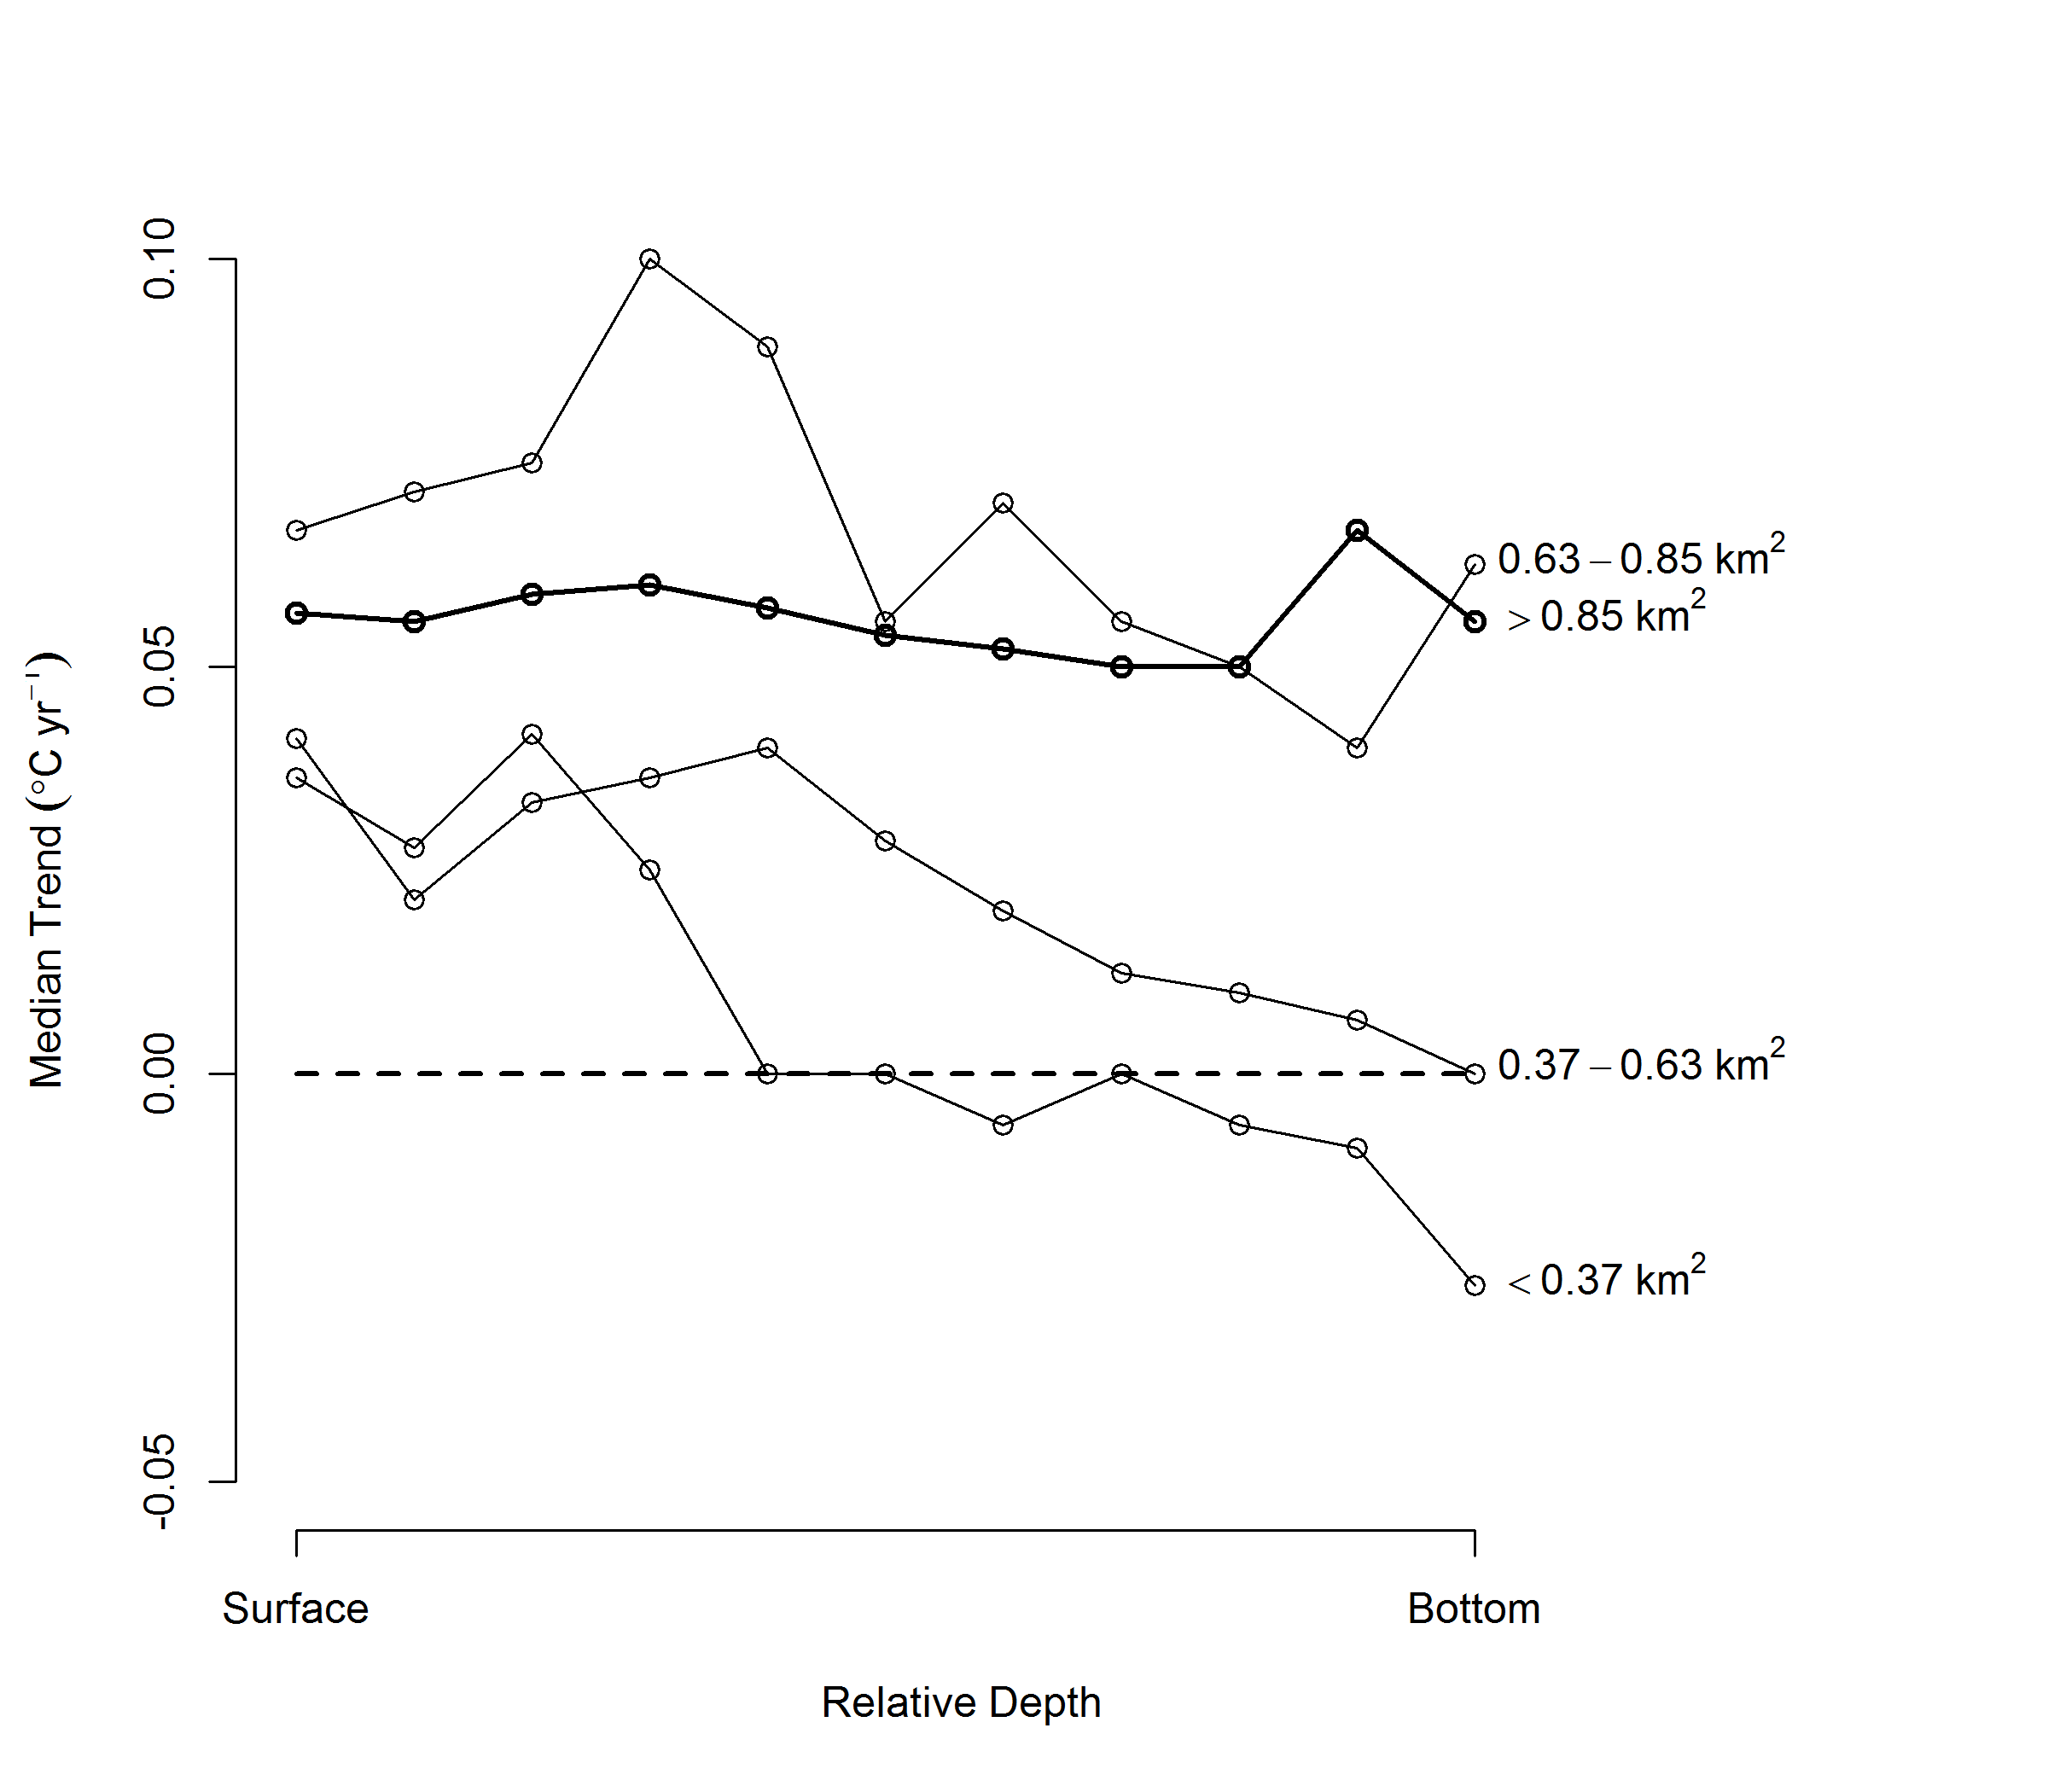 0.10
0.05
0.00
-0.05
Median Trend (°C yr⁻¹)
0.63 – 0.85 km²
> 0.85 km²
0.37 – 0.63 km²
< 0.37 km²
Surface
Bottom
Relative Depth